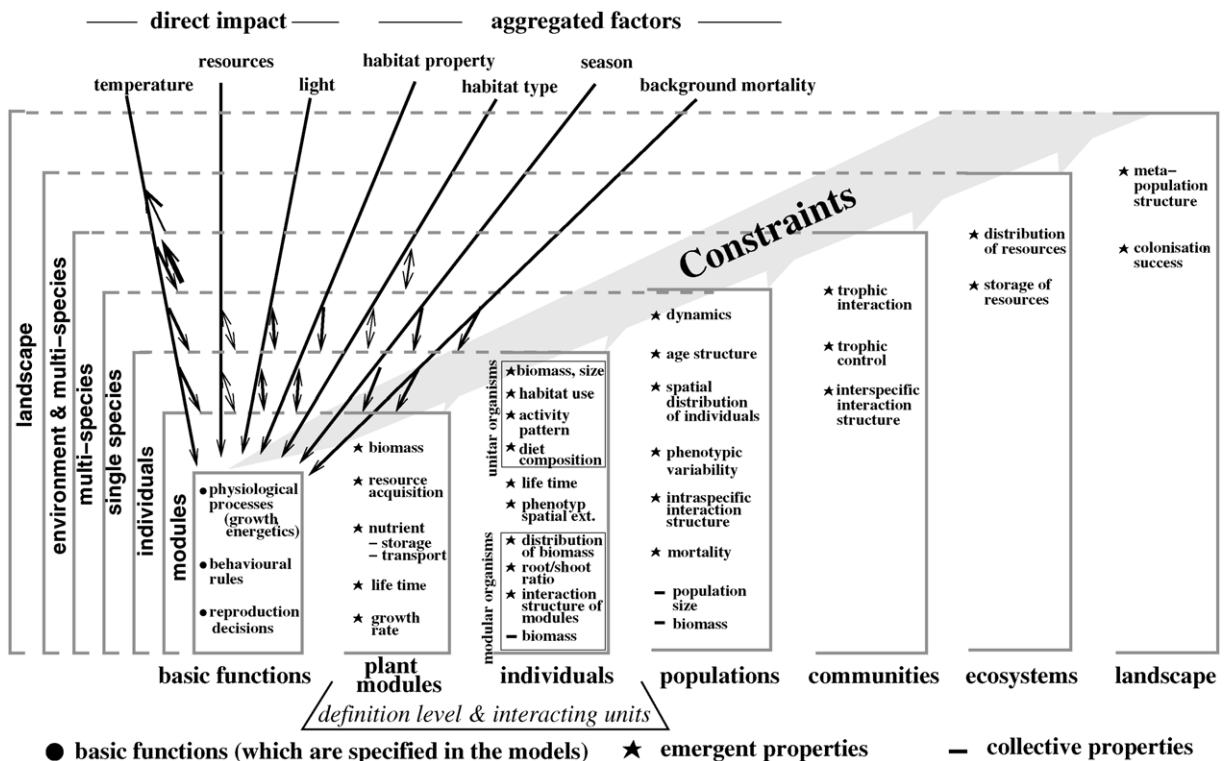 direct impact
aggregated factors
resources
habitat property
season
temperature
light
habitat type
background mortality
Constraints
landscape
environment & multi-species
multi-species
single species
individuals
modules
physiological
processes
(growth
energetics)
behavioural
rules
reproduction
decisions
basic functions
biomass
resource
acquisition
nutrient
– storage
– transport
life time
growth
rate
plant
modules
unitar organisms
biomass, size
habitat use
activity
pattern
diet
composition
life time
phenotyp
spatial ext.
modular organisms
distribution
of biomass
root/shoot
ratio
interaction
structure of
modules
biomass
individuals
dynamics
age structure
spatial
distribution
of individuals
phenotypic
variability
intraspecific
interaction
structure
mortality
population
size
biomass
populations
trophic
interaction
trophic
control
interspecific
interaction
structure
communities
distribution
of resources
storage of
resources
ecosystems
meta–
population
structure
colonisation
success
landscape
definition level & interacting units
basic functions (which are specified in the models)
emergent properties
collective properties